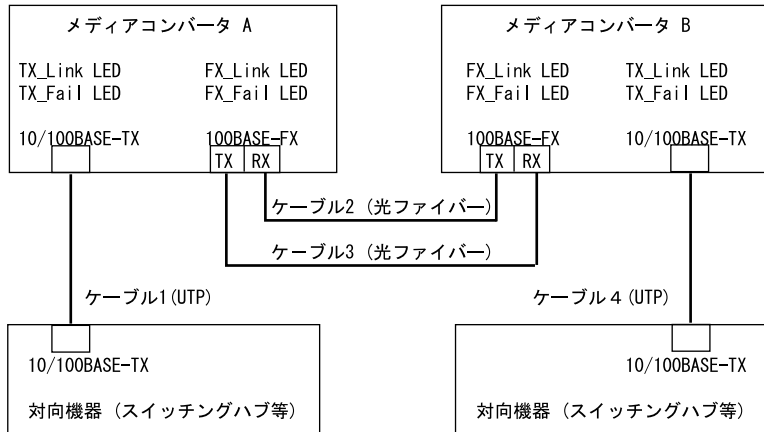 メディアコンバータ A
TX_Link LED
TX_Fail LED
FX_Link LED
FX_Fail LED
10/100BASE-TX
100BASE-FX
TX
RX
メディアコンバータ B
FX_Link LED
FX_Fail LED
TX_Link LED
TX_Fail LED
100BASE-FX
TX
RX
10/100BASE-TX
ケーブル2 (光ファイバー)
ケーブル3 (光ファイバー)
ケーブル1(UTP)
ケーブル４(UTP)
10/100BASE-TX
対向機器 (スイッチングハブ等)
10/100BASE-TX
対向機器 (スイッチングハブ等)